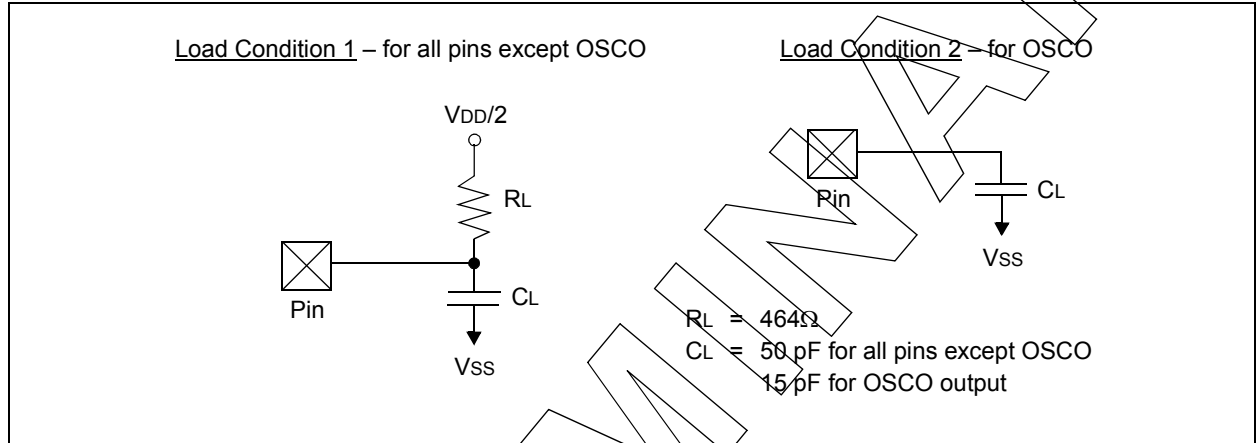 Load Condition 1 – for all pins except OSCO
Load Condition 2 – for OSCO
VDD/2
RL
Pin
CL
VSS
Pin
CL
VSS
RL = 464Ω
CL = 50 pF for all pins except OSCO
15 pF for OSCO output